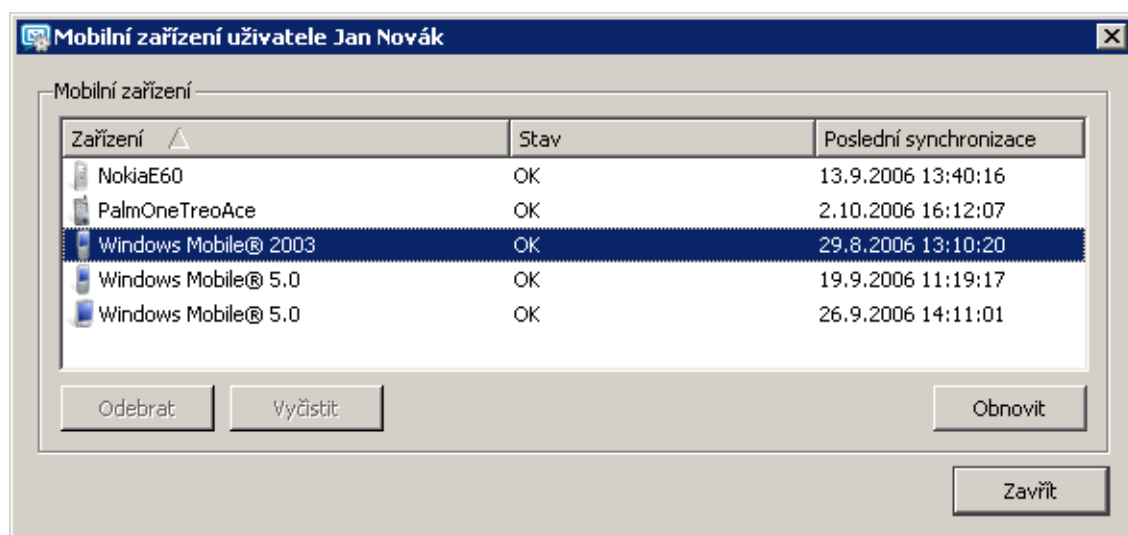 Mobilní zařízení uživatele Jan Novák
Mobilní zařízení
Zařízení Stav Poslední synchronizace
NokiaE60 OK 13.9.2006 13:40:16
PalmOneTreoAce OK 2.10.2006 16:12:07
Windows Mobile® 2003 OK 29.8.2006 13:10:20
Windows Mobile® 5.0 OK 19.9.2006 11:19:17
Windows Mobile® 5.0 OK 26.9.2006 14:11:01
Odebrat Vyčistit Obnovit
Zavřít